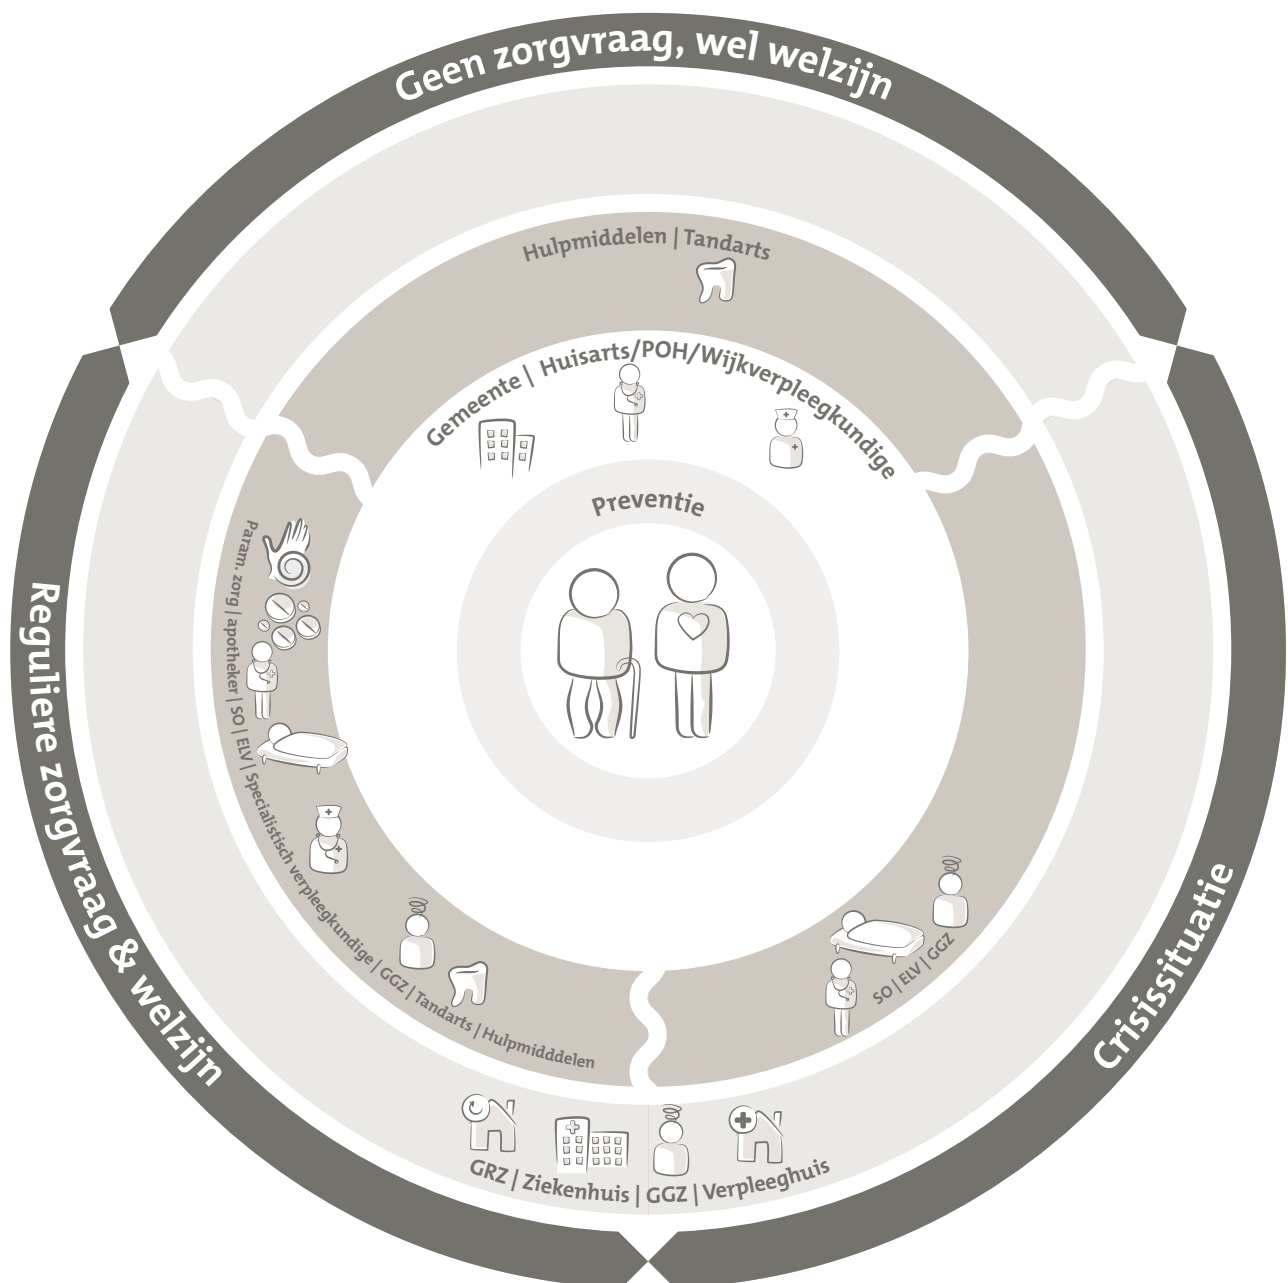 Geen zorgvraag, wel welzijn
Hulpmiddelen | Tandarts
Gemeente | Huisarts/POH/Wijkverpleegkundige
Preventie
Param. zorg | apotheker | SO | ELV | Specialistisch verpleegkundige | GGZ | Tandarts | Hulpmidddelen
Reguliere zorgvraag & welzijn
SO | ELV | GGZ
Crisissituatie
GRZ | Ziekenhuis | GGZ | Verpleeghuis